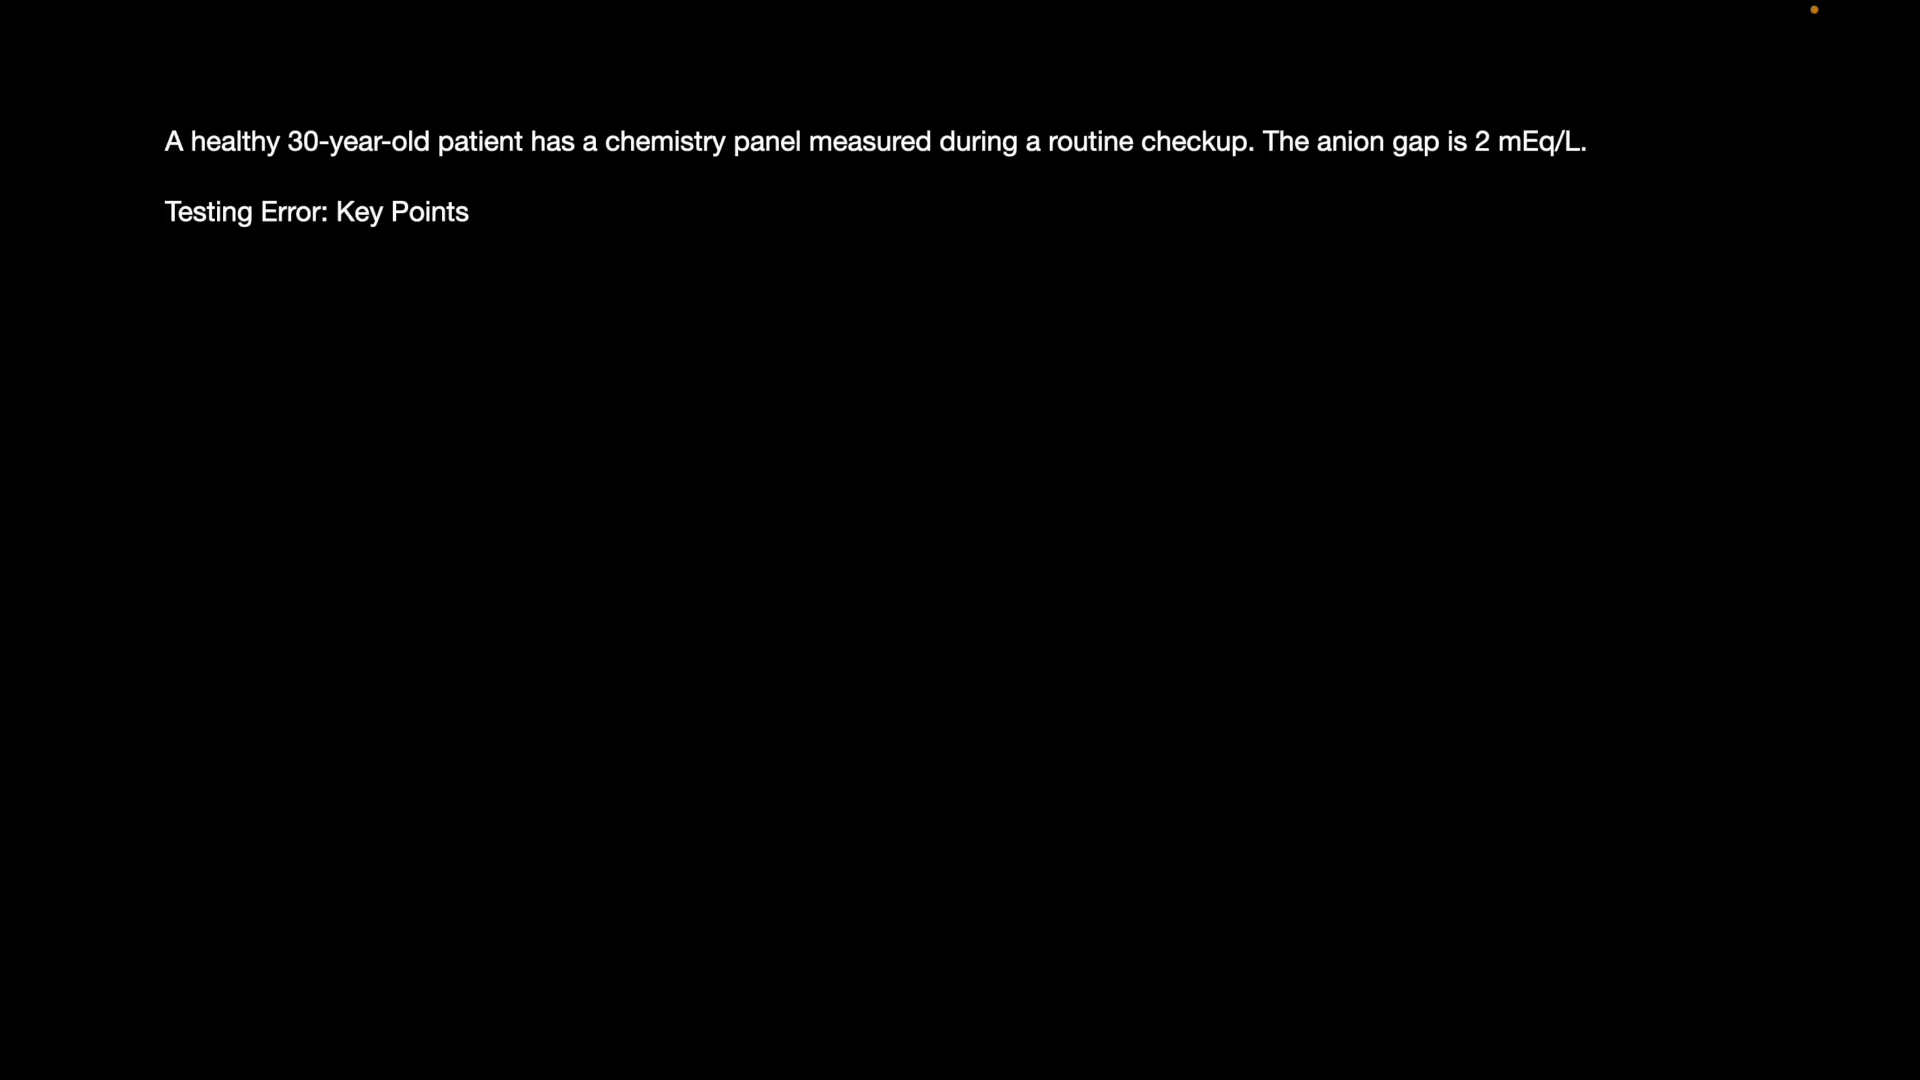 A healthy 30-year-old patient has a chemistry panel measured during a routine checkup. The anion gap is 2 mEq/L.
Testing Error: Key Points